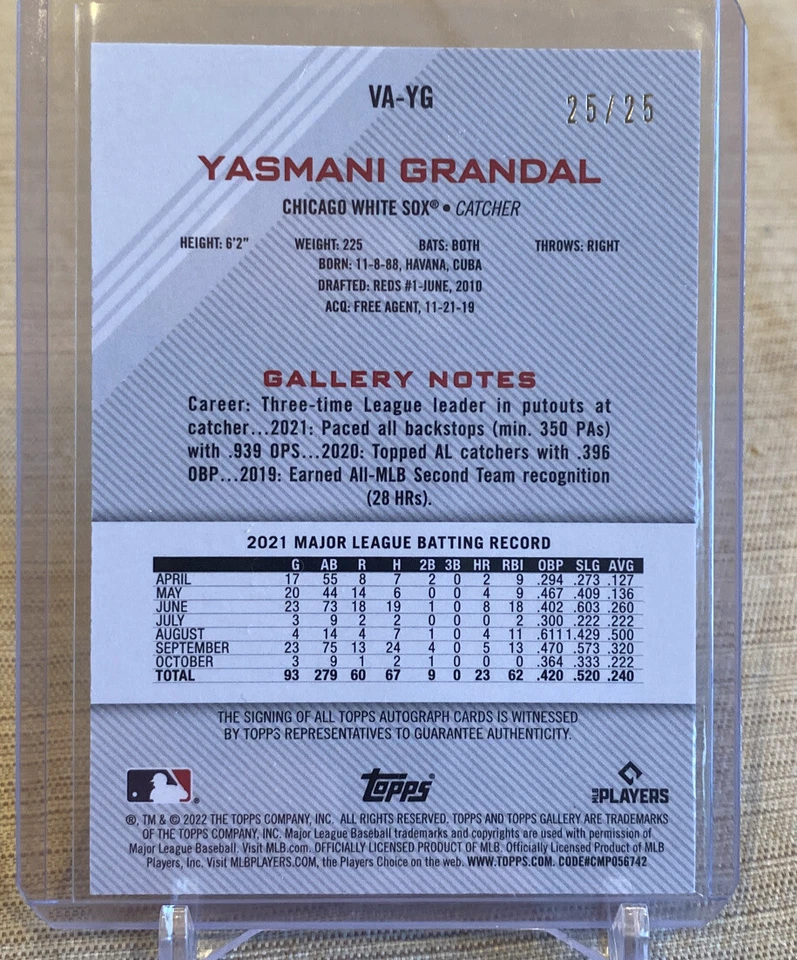 VA-YG
25/25
YASMANI GRANDAL
CHICAGO WHITE SOX® • CATCHER
HEIGHT: 6'2" WEIGHT: 225 BATS: BOTH THROWS: RIGHT
BORN: 11-8-88, HAVANA, CUBA
DRAFTED: REDS #1-JUNE, 2010
ACQ: FREE AGENT, 11-21-19
GALLERY NOTES
Career: Three-time League leader in putouts at
catcher...2021: Paced all backstops (min. 350 PAs)
with .939 OPS...2020: Topped AL catchers with .396
OBP...2019: Earned All-MLB Second Team recognition
(28 HRs).
2021 MAJOR LEAGUE BATTING RECORD
G AB R H 2B 3B HR RBI OBP SLG AVG
APRIL 17 55 8 7 2 0 2 9 .294 .273 .127
MAY 20 44 14 6 0 0 4 9 .467 .409 .136
JUNE 23 73 18 19 1 0 8 18 .402 .603 .260
JULY 3 9 2 2 0 0 0 2 .300 .222 .222
AUGUST 4 14 4 7 1 0 4 11 .611 1.429 .500
SEPTEMBER 23 75 13 24 4 0 5 13 .470 .573 .320
OCTOBER 3 9 1 2 1 0 0 0 .364 .333 .222
TOTAL 93 279 60 67 9 0 23 62 .420 .520 .240
THE SIGNING OF ALL TOPPS AUTOGRAPH CARDS IS WITNESSED
BY TOPPS REPRESENTATIVES TO GUARANTEE AUTHENTICITY.
® topps® MLB PLAYERS
®, TM & © 2022 THE TOPPS COMPANY, INC. ALL RIGHTS RESERVED. TOPPS AND TOPPS GALLERY ARE TRADEMARKS
OF THE TOPPS COMPANY, INC. Major League Baseball trademarks and copyrights are used with permission of
Major League Baseball. Visit MLB.com. OFFICIALLY LICENSED PRODUCT OF MLB. Officially Licensed Product of MLB
Players, Inc. Visit MLBPLAYERS.COM, the Players Choice on the web. WWW.TOPPS.COM. CODE#CMP056742